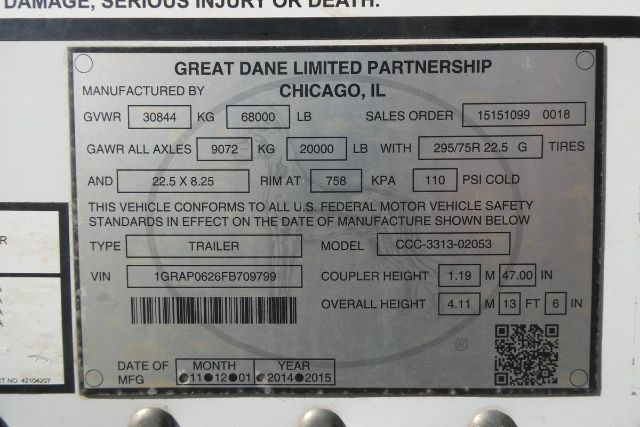 DAMAGE, SERIOUS INJURY OR DEATH.
GREAT DANE LIMITED PARTNERSHIP
MANUFACTURED BY CHICAGO, IL
GVWR 30844 KG 68000 LB SALES ORDER 15151099 0018
GAWR ALL AXLES 9072 KG 20000 LB WITH 295/75R 22.5 G TIRES
AND 22.5 X 8.25 RIM AT 758 KPA 110 PSI COLD
THIS VEHICLE CONFORMS TO ALL U.S. FEDERAL MOTOR VEHICLE SAFETY
STANDARDS IN EFFECT ON THE DATE OF MANUFACTURE SHOWN BELOW
TYPE TRAILER MODEL CCC-3313-02053
VIN 1GRAP0626FB709799 COUPLER HEIGHT 1.19 M 47.00 IN
OVERALL HEIGHT 4.11 M 13 FT 6 IN
®
DATE OF MFG
MONTH YEAR
11 12 01 2014 2015
R
PART NO. 42104207